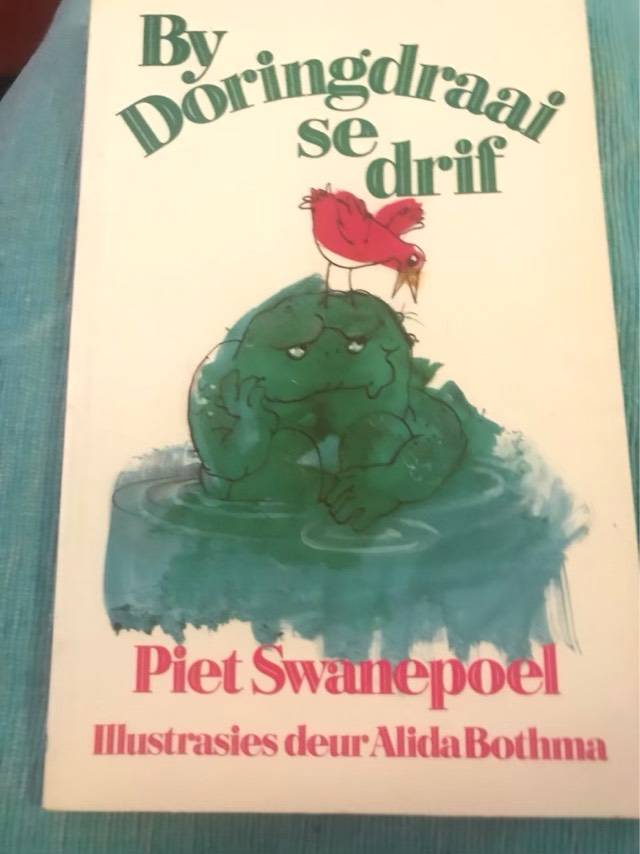 By
Doringdraai
se
drif
Piet Swanepoel
Illustrasies deur Alida Bothma